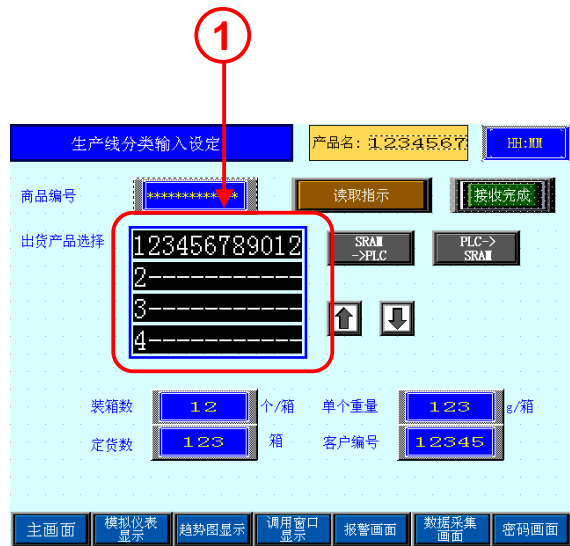 ①
生产线分类输入设定
产品名: 1234567
HH:MM
商品编号
************
读取指示
接收完成
出货产品选择
123456789012
2-----------
3-----------
4-----------
SRAM
->PLC
PLC->
SRAM
装箱数
12
个/箱
单个重量
123
g/箱
定货数
123
箱
客户编号
12345
主画面
模拟仪表
显示
趋势图显示
调用窗口
显示
报警画面
数据采集
画面
密码画面